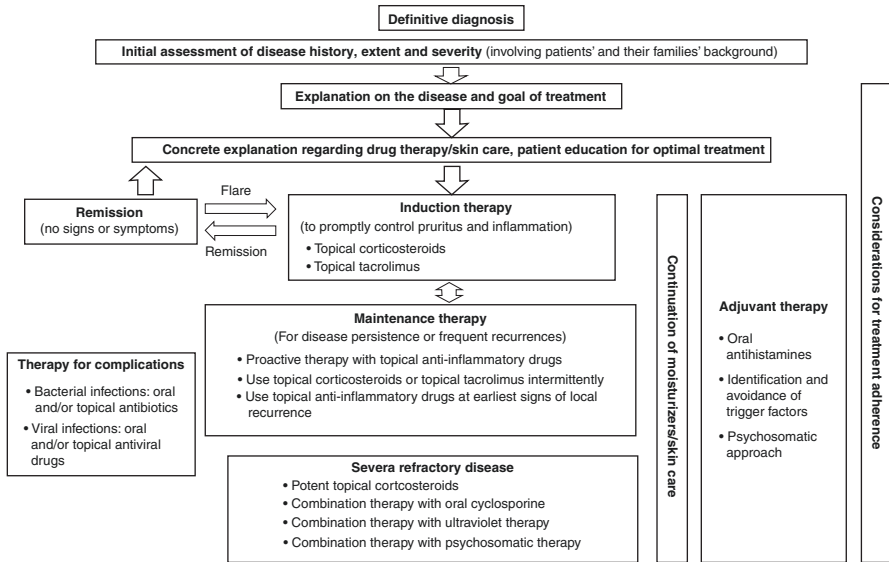 Definitive diagnosis
Initial assessment of disease history, extent and severity (involving patients' and their families' background)
Explanation on the disease and goal of treatment
Concrete explanation regarding drug therapy/skin care, patient education for optimal treatment
Flare
Remission
(no signs or symptoms)
Remission
Induction therapy
(to promptly control pruritus and inflammation)
• Topical corticosteroids
• Topical tacrolimus
Maintenance therapy
(For disease persistence or frequent recurrences)
• Proactive therapy with topical anti-inflammatory drugs
• Use topical corticosteroids or topical tacrolimus intermittently
• Use topical anti-inflammatory drugs at earliest signs of local
recurrence
Therapy for complications
• Bacterial infections: oral
and/or topical antibiotics
• Viral infections: oral
and/or topical antiviral
drugs
Severa refractory disease
• Potent topical cortcosteroids
• Combination therapy with oral cyclosporine
• Combination therapy with ultraviolet therapy
• Combination therapy with psychosomatic therapy
Continuation of moisturizers/skin care
Adjuvant therapy
• Oral
antihistamines
• Identification and
avoidance of
trigger factors
• Psychosomatic
approach
Considerations for treatment adherence